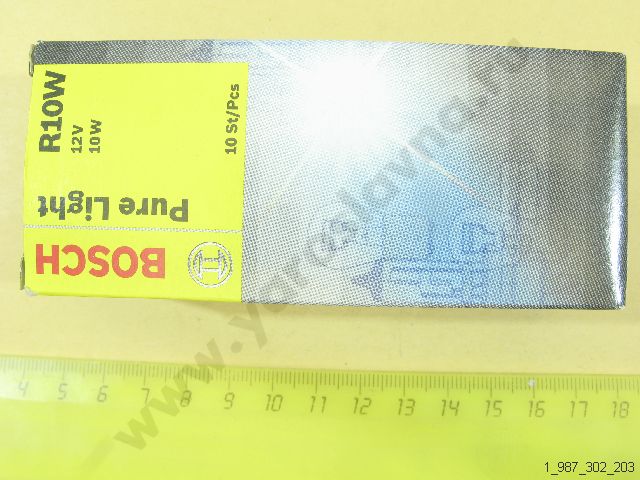 R10W
12V
10W
10 St/Pcs
Pure Light
BOSCH
4 5 6 7 8 9 10 11 12 13 14 15 16 17 18
www.yaroslovna.ru
1_987_302_203